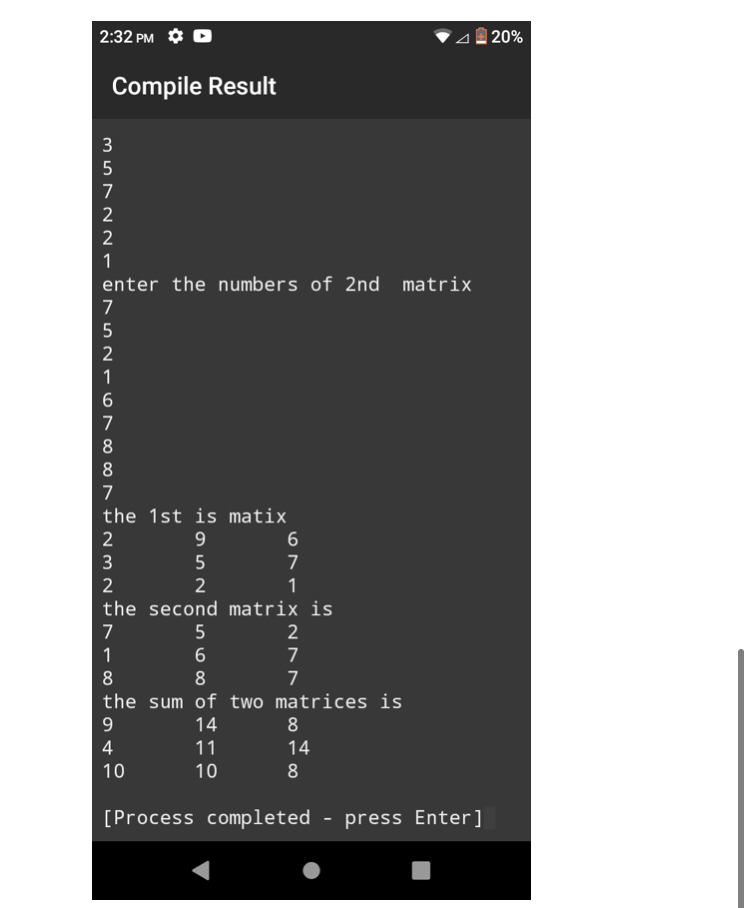 2:32 PM 20%
Compile Result
3
5
7
2
2
1
enter the numbers of 2nd  matrix
7
5
2
1
6
7
8
8
7
the 1st is matix
2 9 6
3 5 7
2 2 1
the second matrix is
7 5 2
1 6 7
8 8 7
the sum of two matrices is
9 14 8
4 11 14
10 10 8
[Process completed - press Enter]